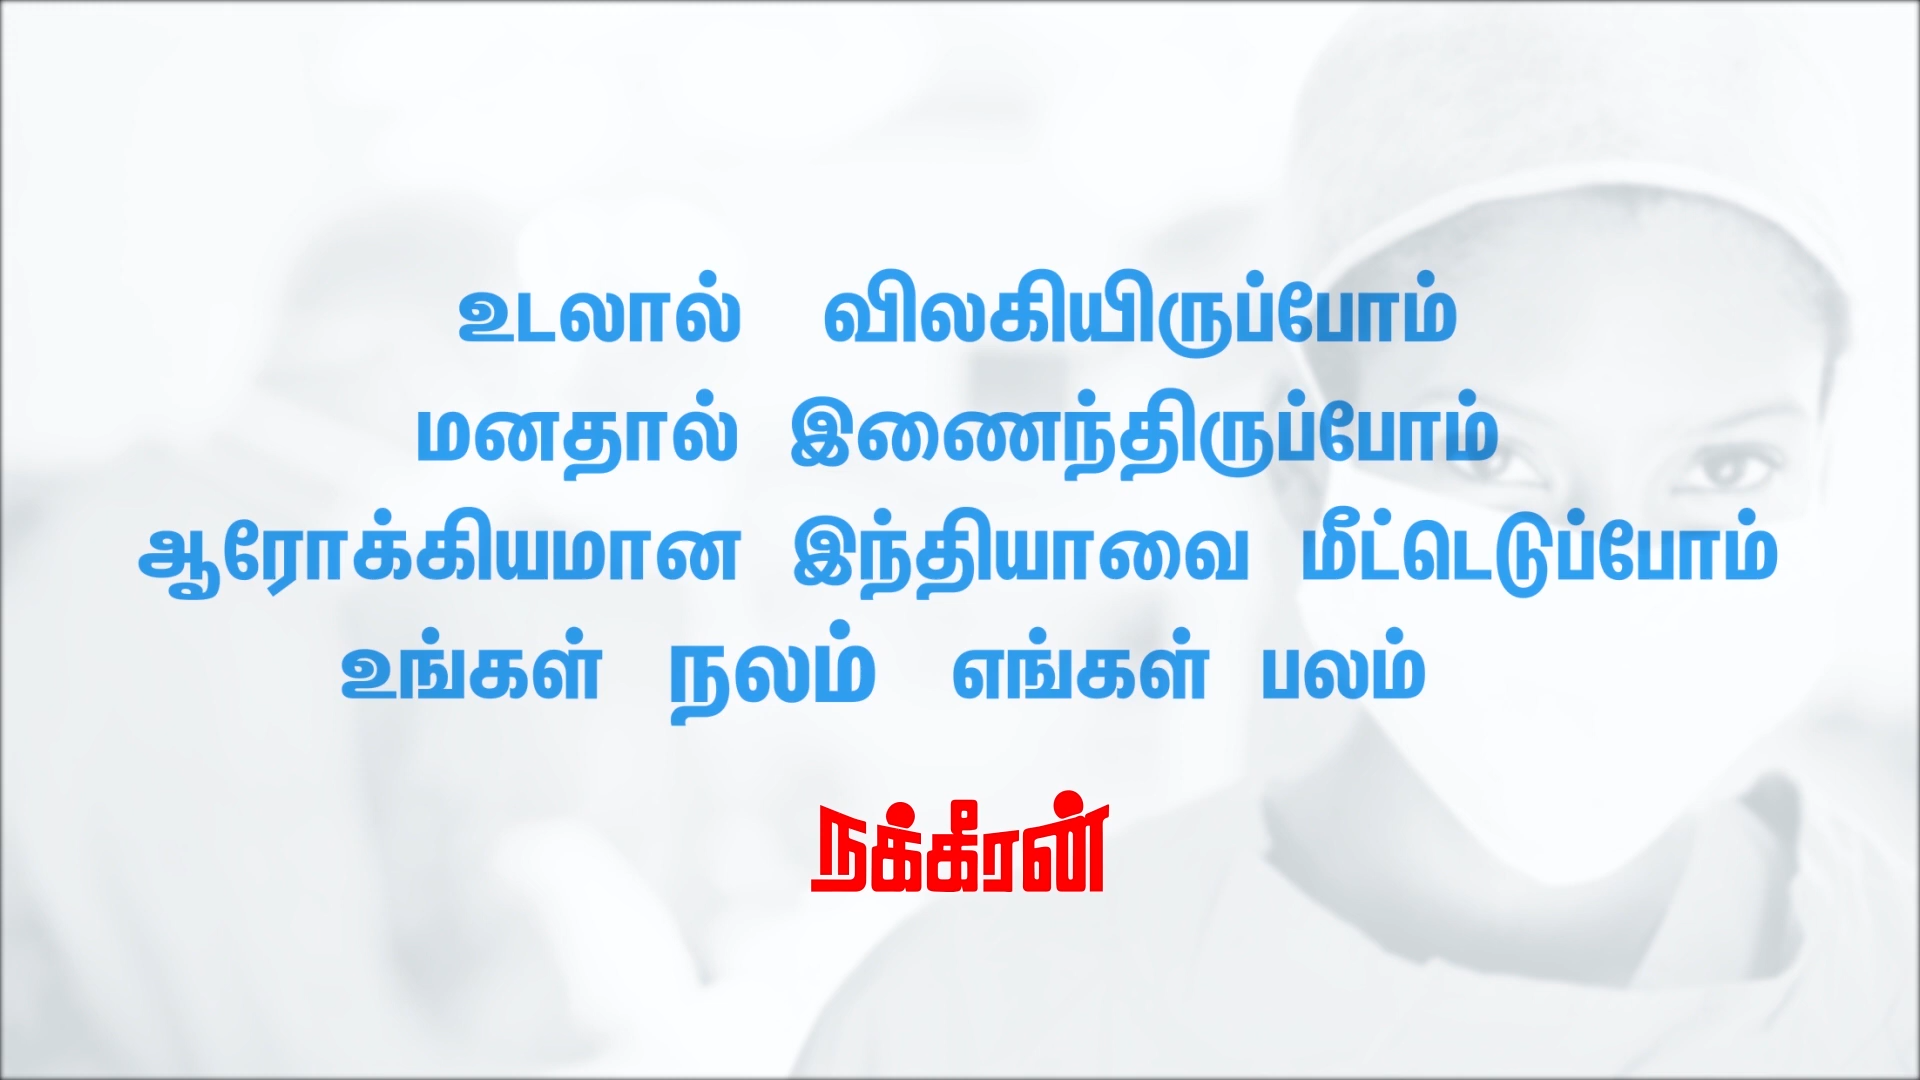 உடலால் விலகியிருப்போம்
மனதால் இணைந்திருப்போம்
ஆரோக்கியமான இந்தியாவை மீட்டெடுப்போம்
உங்கள் நலம் எங்கள் பலம்
நக்கீரன்